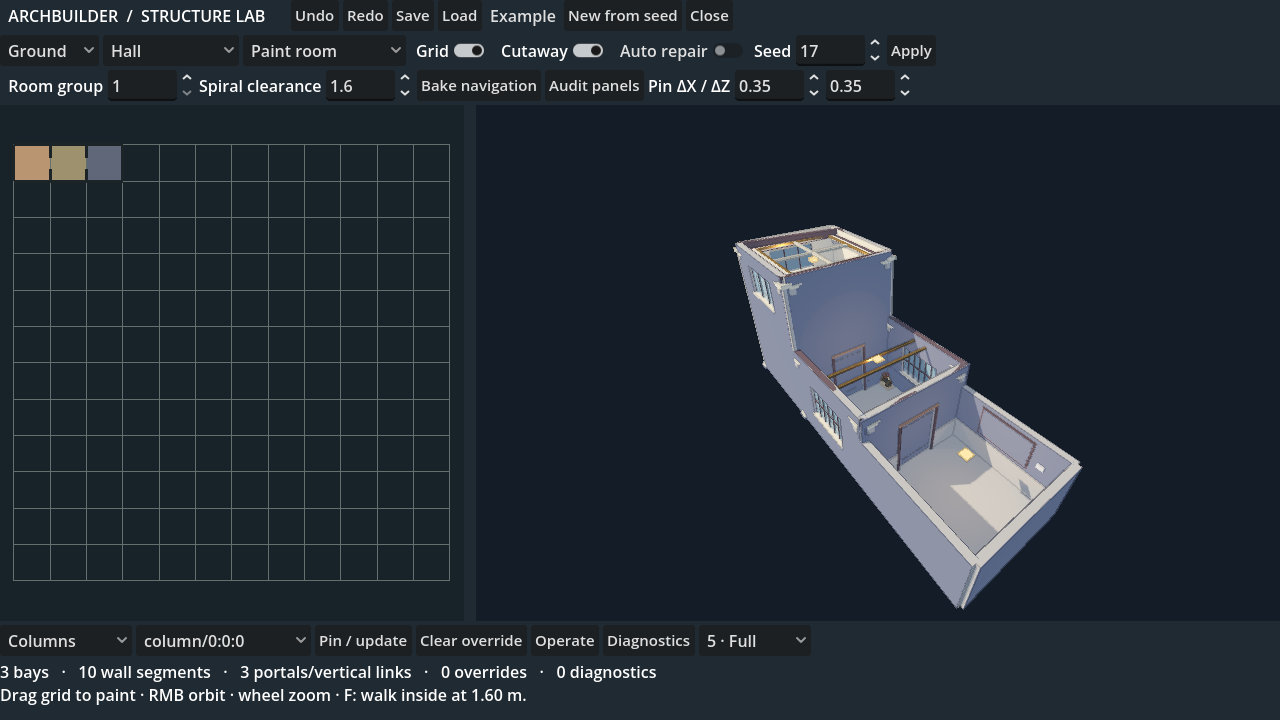 ARCHBUILDER / STRUCTURE LAB Undo Redo Save Load Example New from seed Close
Ground Hall Paint room Grid Cutaway Auto repair Seed 17 Apply
Room group 1 Spiral clearance 1.6 Bake navigation Audit panels Pin ΔX / ΔZ 0.35 0.35
Columns column/0:0:0 Pin / update Clear override Operate Diagnostics 5 · Full
3 bays · 10 wall segments · 3 portals/vertical links · 0 overrides · 0 diagnostics
Drag grid to paint · RMB orbit · wheel zoom · F: walk inside at 1.60 m.